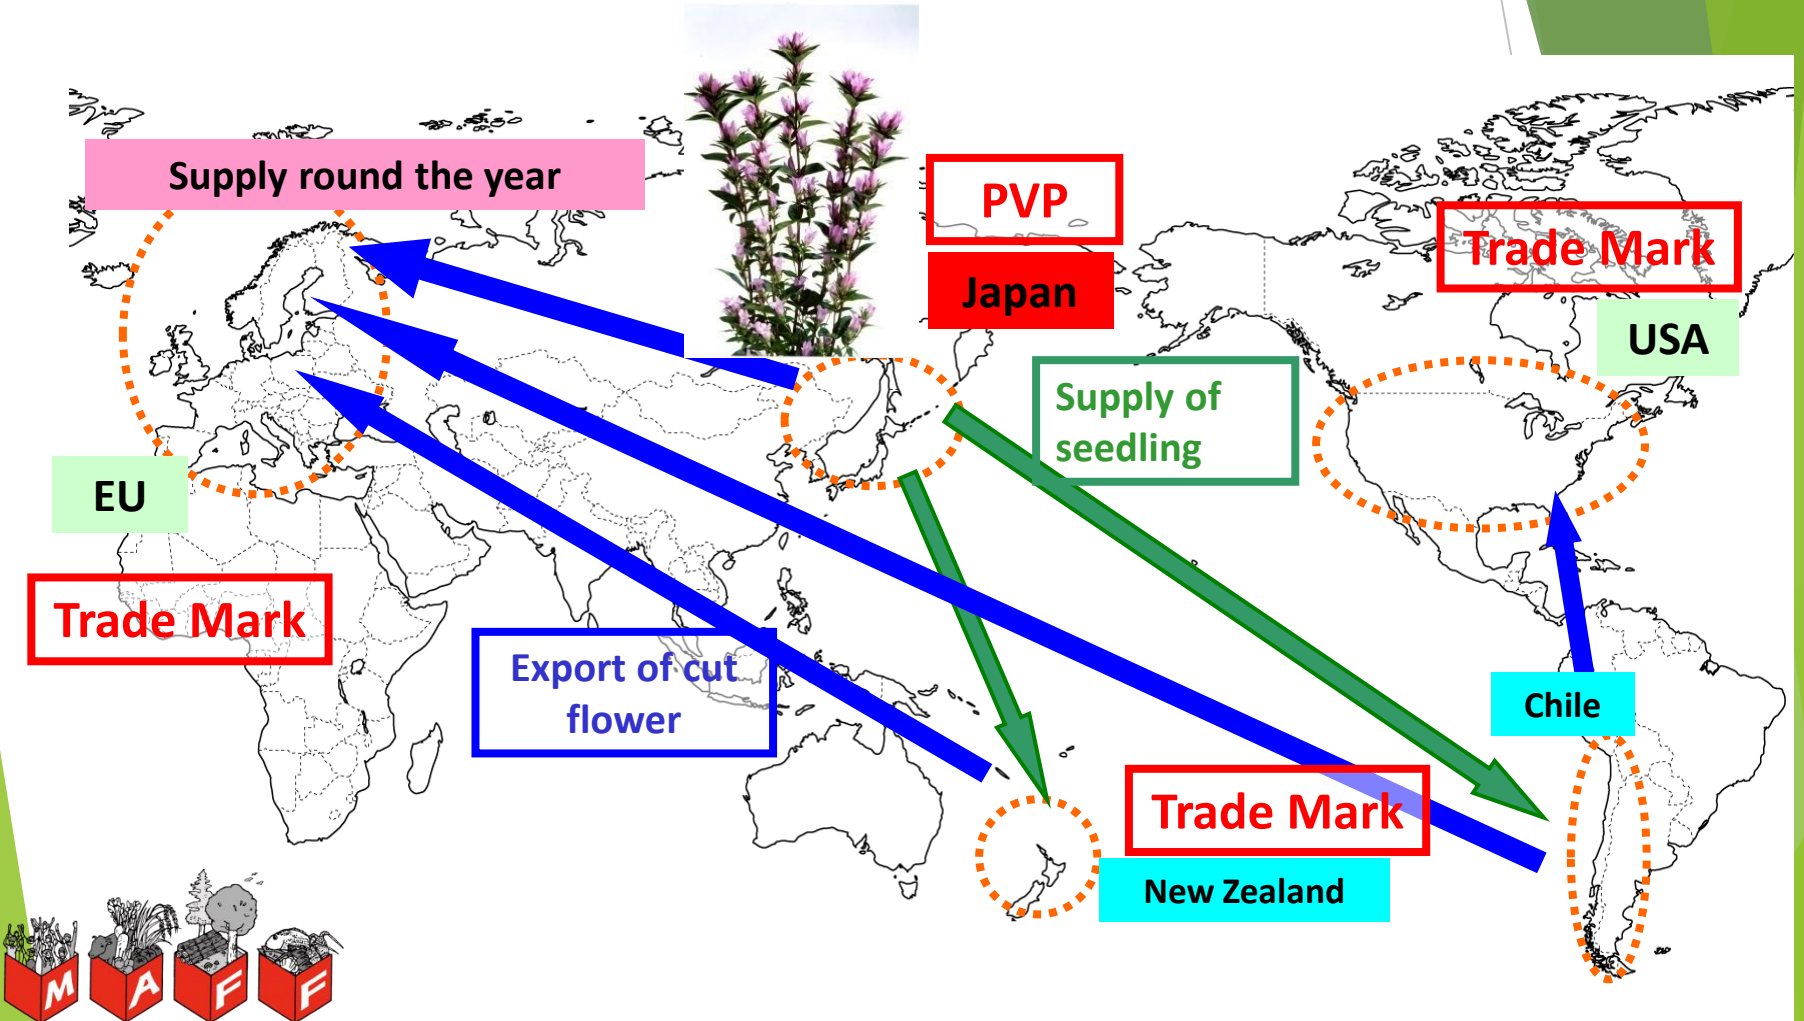 Supply round the year
PVP
Japan
Trade Mark
USA
Supply of
seedling
EU
Trade Mark
Export of cut
flower
Chile
Trade Mark
New Zealand
M A F F